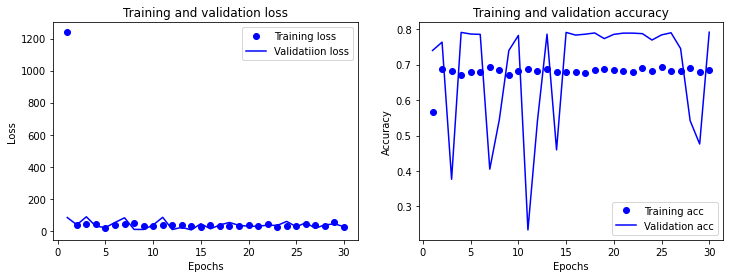 Training and validation loss
Training loss
Validatiion loss
1200
1000
800
600
400
200
0
Loss
0
5
10
15
20
25
30
Epochs
Training and validation accuracy
0.8
0.7
0.6
0.5
0.4
0.3
Accuracy
Training acc
Validation acc
0
5
10
15
20
25
30
Epochs